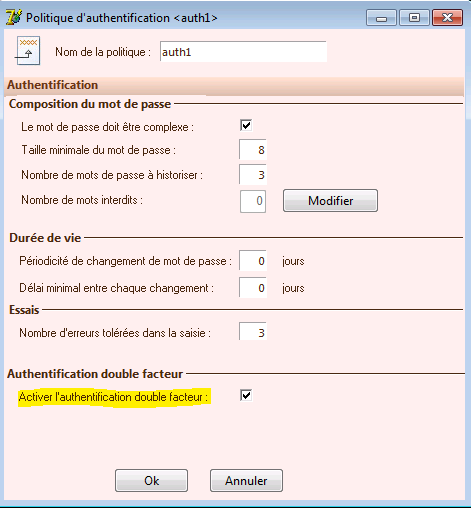 Politique d'authentification <auth1>
Nom de la politique : auth1
Authentification
Composition du mot de passe
Le mot de passe doit être complexe :
Taille minimale du mot de passe : 8
Nombre de mots de passe à historiser : 3
Nombre de mots interdits : 0 Modifier
Durée de vie
Périodicité de changement de mot de passe : 0 jours
Délai minimal entre chaque changement : 0 jours
Essais
Nombre d'erreurs tolérées dans la saisie : 3
Authentification double facteur
Activer l'authentification double facteur :
Ok Annuler